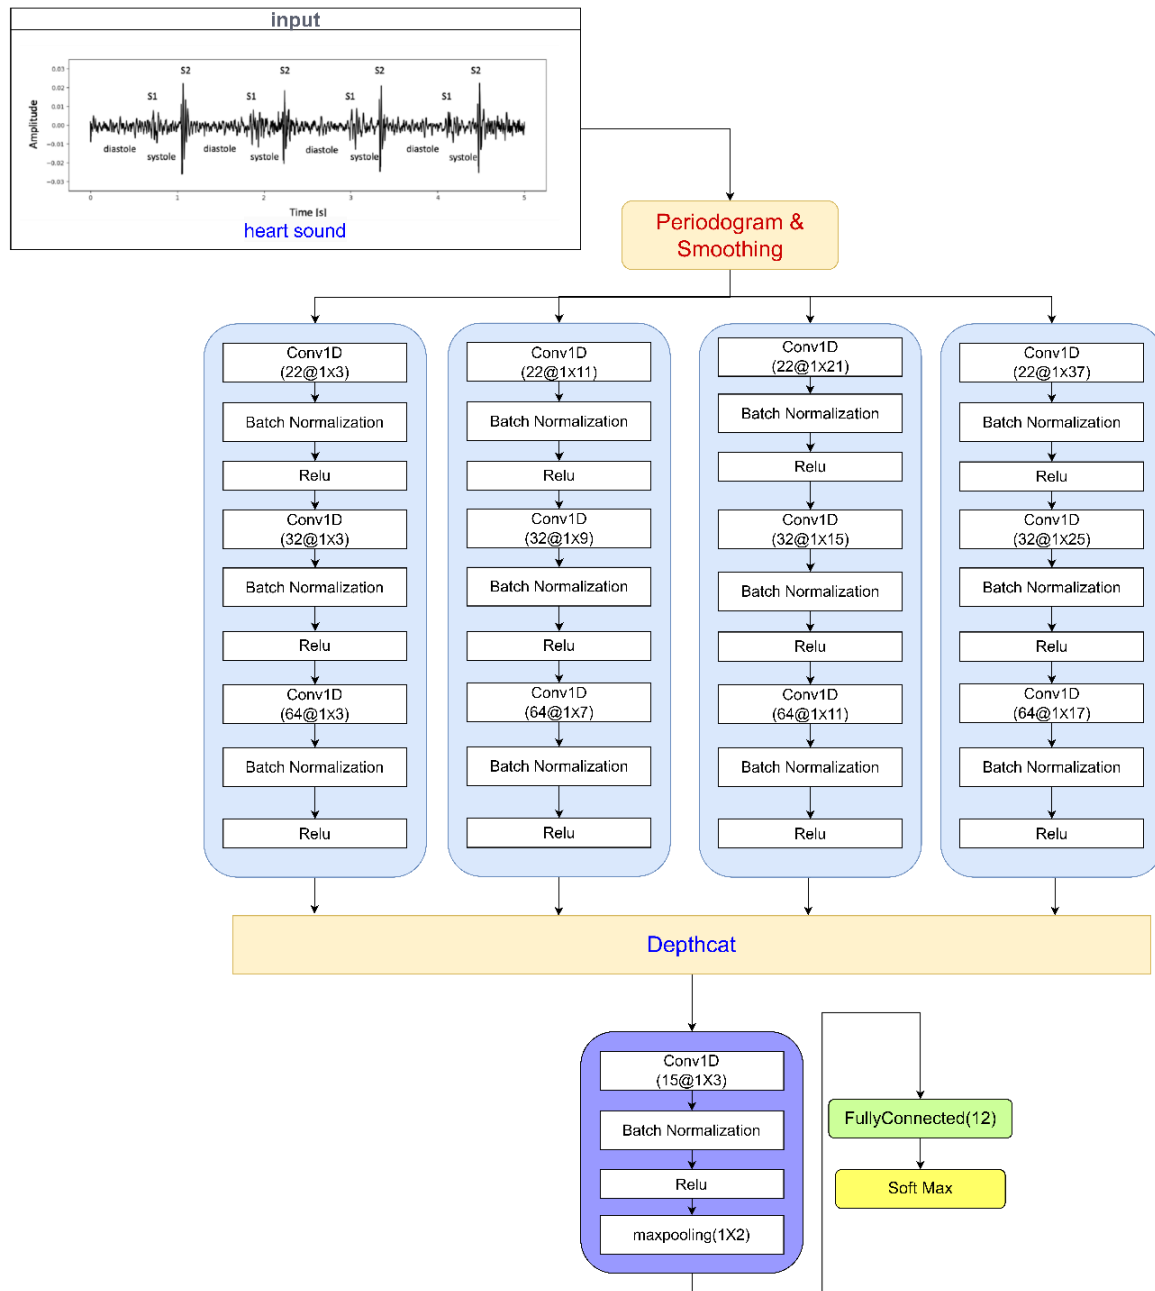 input
S2 S2 S2 S2
S1 S1 S1 S1
0.03
0.02
0.01
0.00
−0.01
−0.02
−0.03
Amplitude
diastole diastole diastole diastole
systole systole systole systole
0 1 2 3 4 5
Time [s]
heart sound
Periodogram &
Smoothing
Conv1D
(22@1X3)
Batch Normalization
Relu
Conv1D
(32@1X3)
Batch Normalization
Relu
Conv1D
(64@1X3)
Batch Normalization
Relu
Conv1D
(22@1X11)
Batch Normalization
Relu
Conv1D
(32@1X9)
Batch Normalization
Relu
Conv1D
(64@1X7)
Batch Normalization
Relu
Conv1D
(22@1X21)
Batch Normalization
Relu
Conv1D
(32@1X15)
Batch Normalization
Relu
Conv1D
(64@1X11)
Batch Normalization
Relu
Conv1D
(22@1X37)
Batch Normalization
Relu
Conv1D
(32@1X25)
Batch Normalization
Relu
Conv1D
(64@1X17)
Batch Normalization
Relu
Depthcat
Conv1D
(15@1X3)
Batch Normalization
Relu
maxpooling(1X2)
FullyConnected(12)
Soft Max